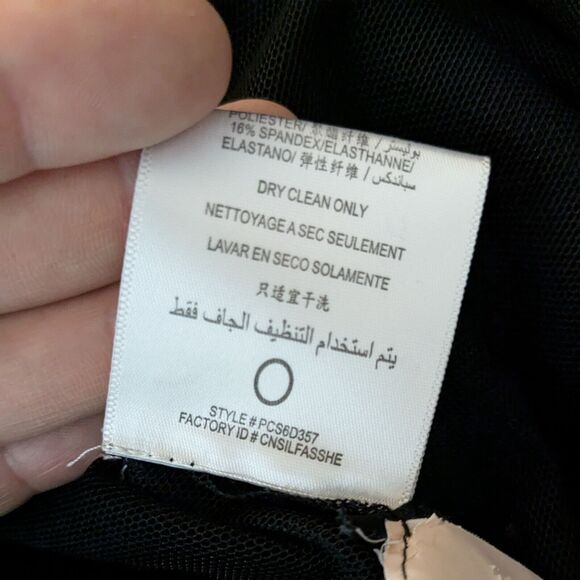 POLIESTER/ 聚酯纤维 / بوليستر
16% SPANDEX/ELASTHANNE/
ELASTANO/ 弹性纤维 / سباندكس
DRY CLEAN ONLY
NETTOYAGE A SEC SEULEMENT
LAVAR EN SECO SOLAMENTE
只适宜干洗
يتم استخدام التنظيف الجاف فقط
STYLE # PCS6D357
FACTORY ID # CNSILFASSHE